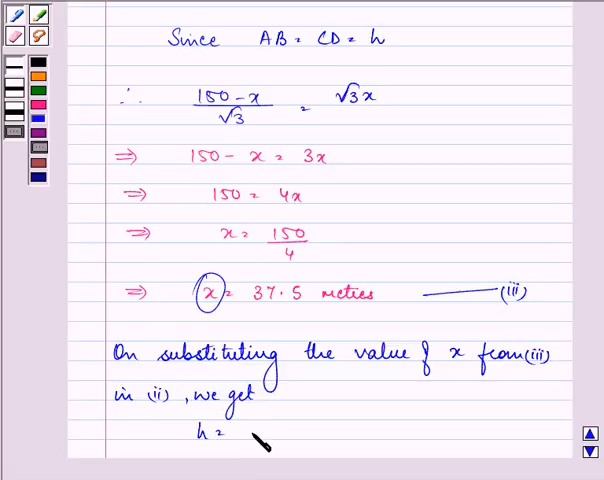 Since AB = CD = h
∴ 150 - x / √3 = √3x
⇒ 150 - x = 3x
⇒ 150 = 4x
⇒ x = 150 / 4
⇒ x = 37.5 metres (iii)
On substituting the value of x from (iii)
in (ii), we get
h =